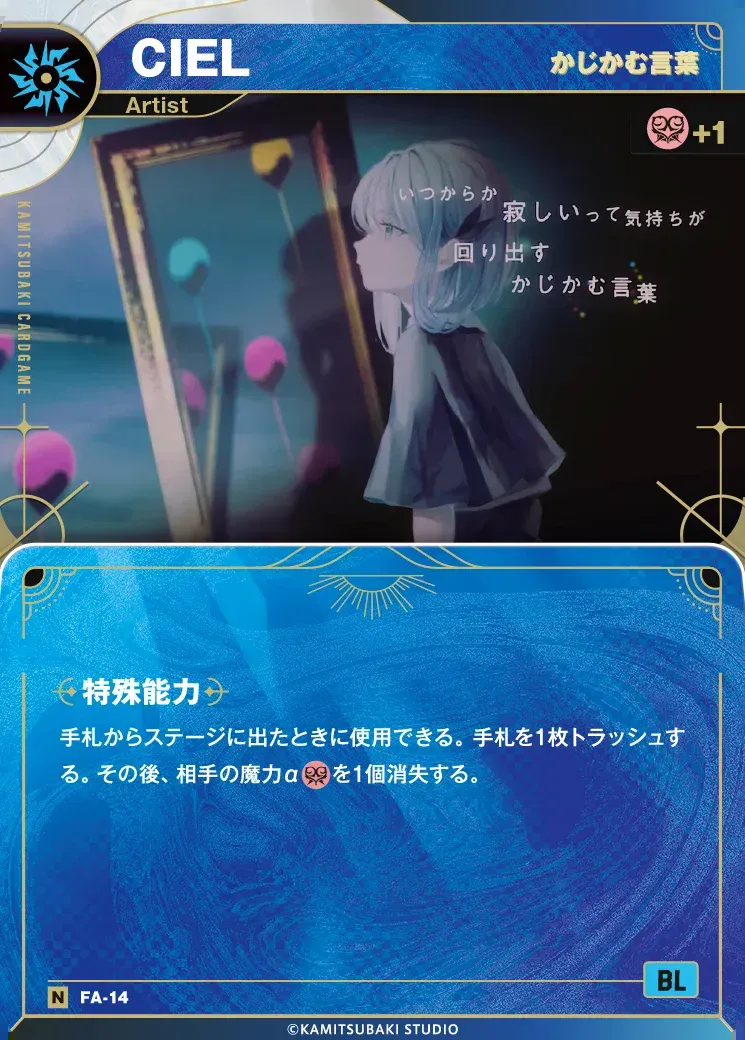 CIEL
かじかむ言葉
Artist
+1
KAMITSUBAKI CARDGAME
いつからか
寂しいって気持ちが
回り出す
かじかむ言葉
特殊能力
手札からステージに出たときに使用できる。手札を1枚トラッシュす
る。その後、相手の魔力αを1個消失する。
N FA-14
BL
©KAMITSUBAKI STUDIO